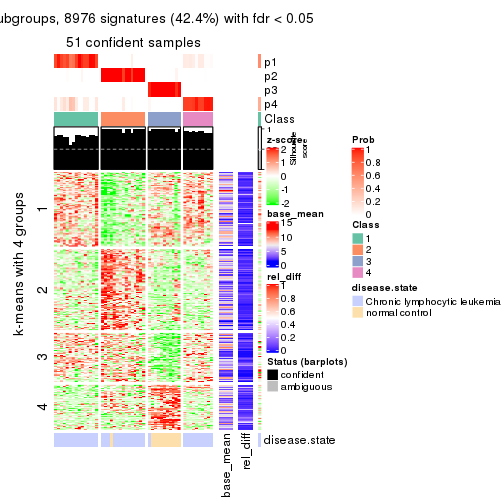 ubgroups, 8976 signatures (42.4%) with fdr < 0.05
51 confident samples
p1
p2
p3
p4
Class
1
Silhouette score
k-means with 4 groups
1
2
3
4
base_mean
rel_diff
disease.state
z-score
2
1
0
-1
-2
base_mean
15
10
5
0
rel_diff
1
0.8
0.6
0.4
0.2
0
Status (barplots)
confident
ambiguous
Prob
1
0.8
0.6
0.4
0.2
0
Class
1
2
3
4
disease.state
Chronic lymphocytic leukemia
normal control